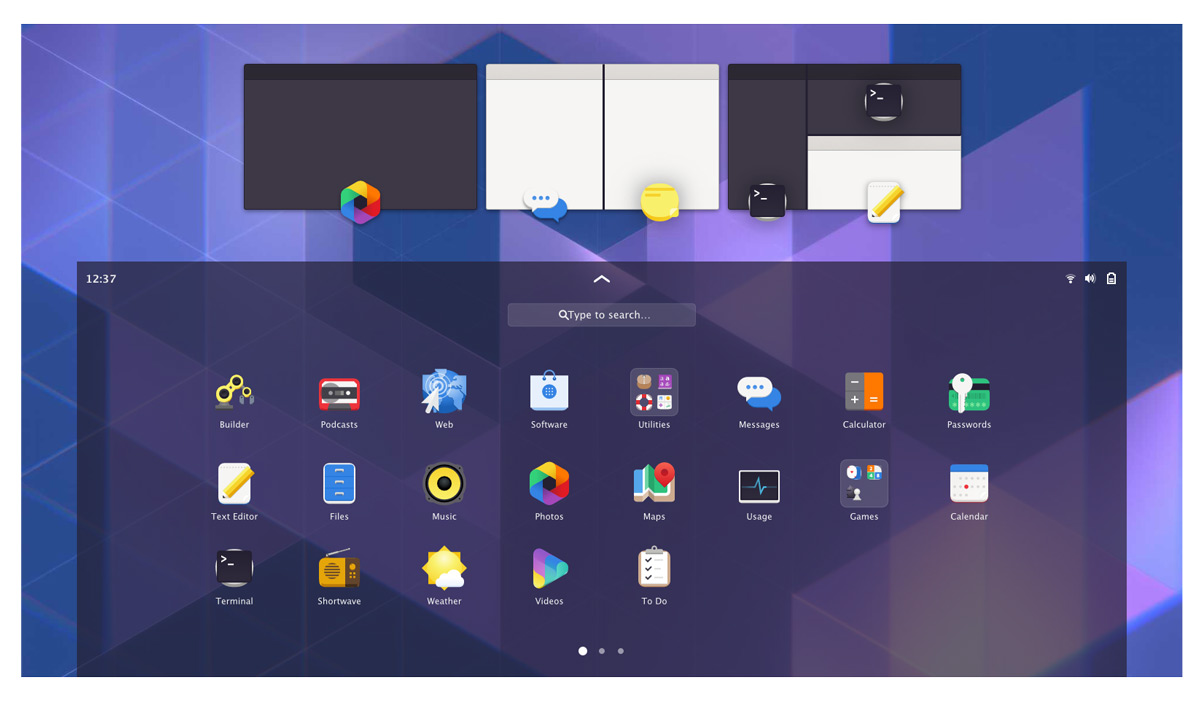 >_
>_
12:37
Type to search...
Builder
Podcasts
Web
Software
Utilities
Messages
Calculator
Passwords
Text Editor
Files
Music
Photos
Maps
Usage
Games
Calendar
>_
Terminal
Shortwave
Weather
Videos
To Do